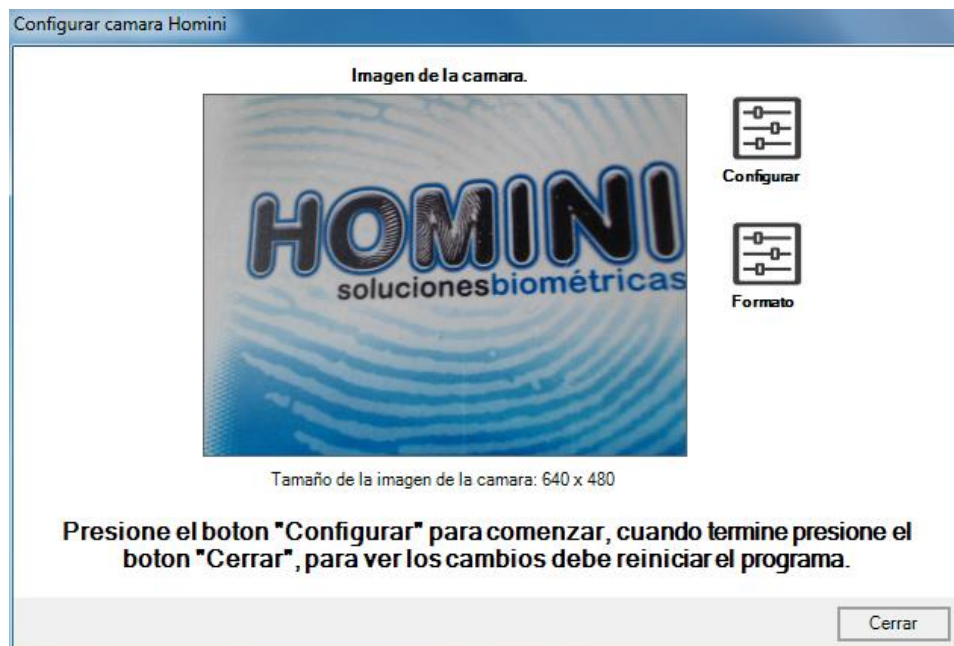 Configurar camara Homini
Imagen de la camara.
HOMINI
solucionesbiométricas
Configurar
Formato
Tamaño de la imagen de la camara: 640 x 480
Presione el boton "Configurar" para comenzar, cuando termine presione el
boton "Cerrar", para ver los cambios debe reiniciar el programa.
Cerrar